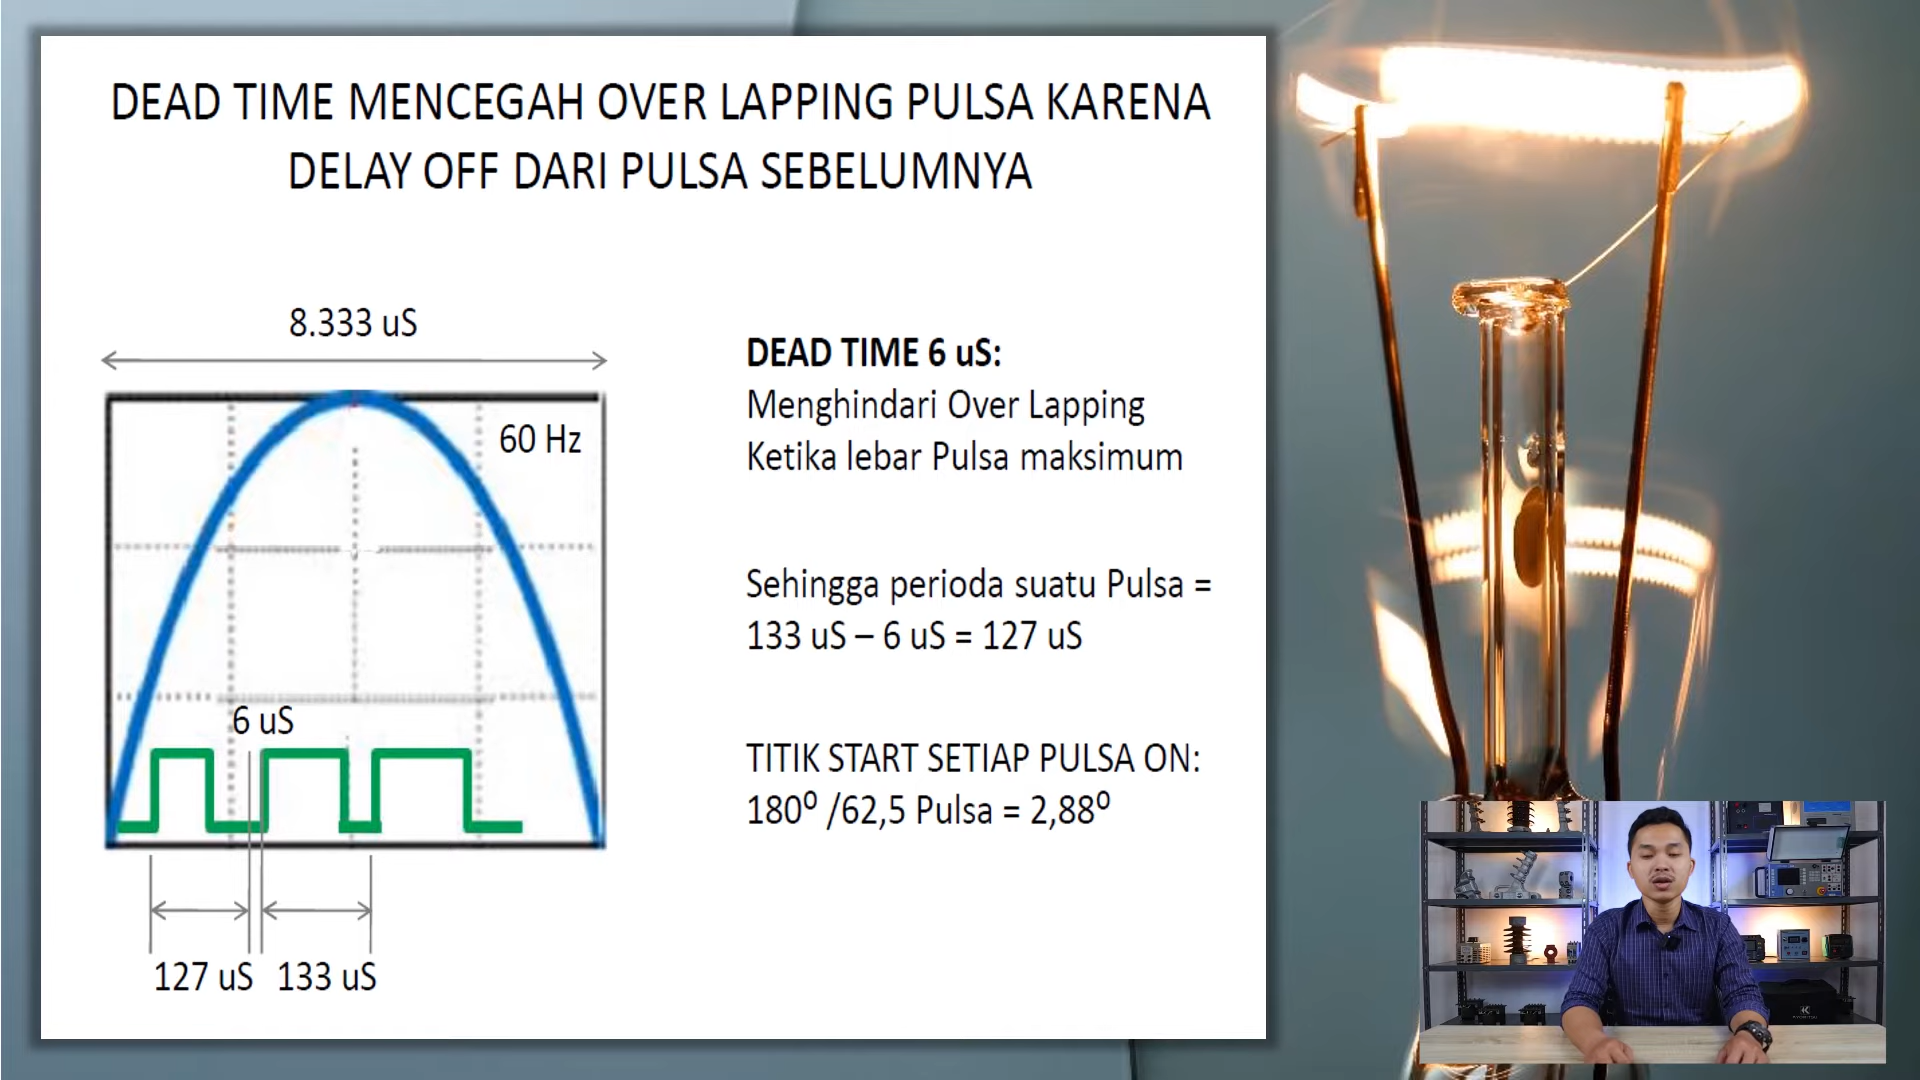 DEAD TIME MENCEGAH OVER LAPPING PULSA KARENA
DELAY OFF DARI PULSA SEBELUMNYA
8.333 uS
60 Hz
6 uS
127 uS
133 uS
DEAD TIME 6 uS:
Menghindari Over Lapping
Ketika lebar Pulsa maksimum
Sehingga perioda suatu Pulsa =
133 uS – 6 uS = 127 uS
TITIK START SETIAP PULSA ON:
180⁰ /62,5 Pulsa = 2,88⁰